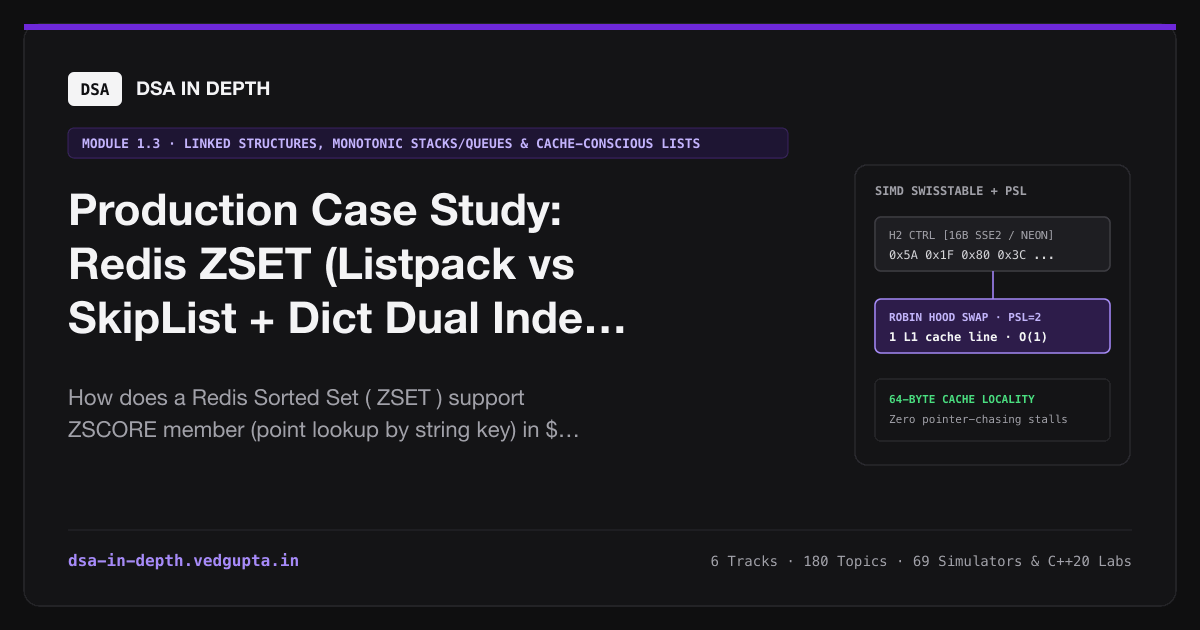 DSA
DSA IN DEPTH
MODULE 1.3 · LINKED STRUCTURES, MONOTONIC STACKS/QUEUES & CACHE-CONSCIOUS LISTS
Production Case Study:
Redis ZSET (Listpack vs
SkipList + Dict Dual Inde…
How does a Redis Sorted Set ( ZSET ) support
ZSCORE member (point lookup by string key) in $…
SIMD SWISSTABLE + PSL
H2 CTRL [16B SSE2 / NEON]
0x5A 0x1F 0x80 0x3C ...
ROBIN HOOD SWAP · PSL=2
1 L1 cache line · O(1)
64-BYTE CACHE LOCALITY
Zero pointer-chasing stalls
dsa-in-depth.vedgupta.in
6 Tracks · 180 Topics · 69 Simulators & C++20 Labs